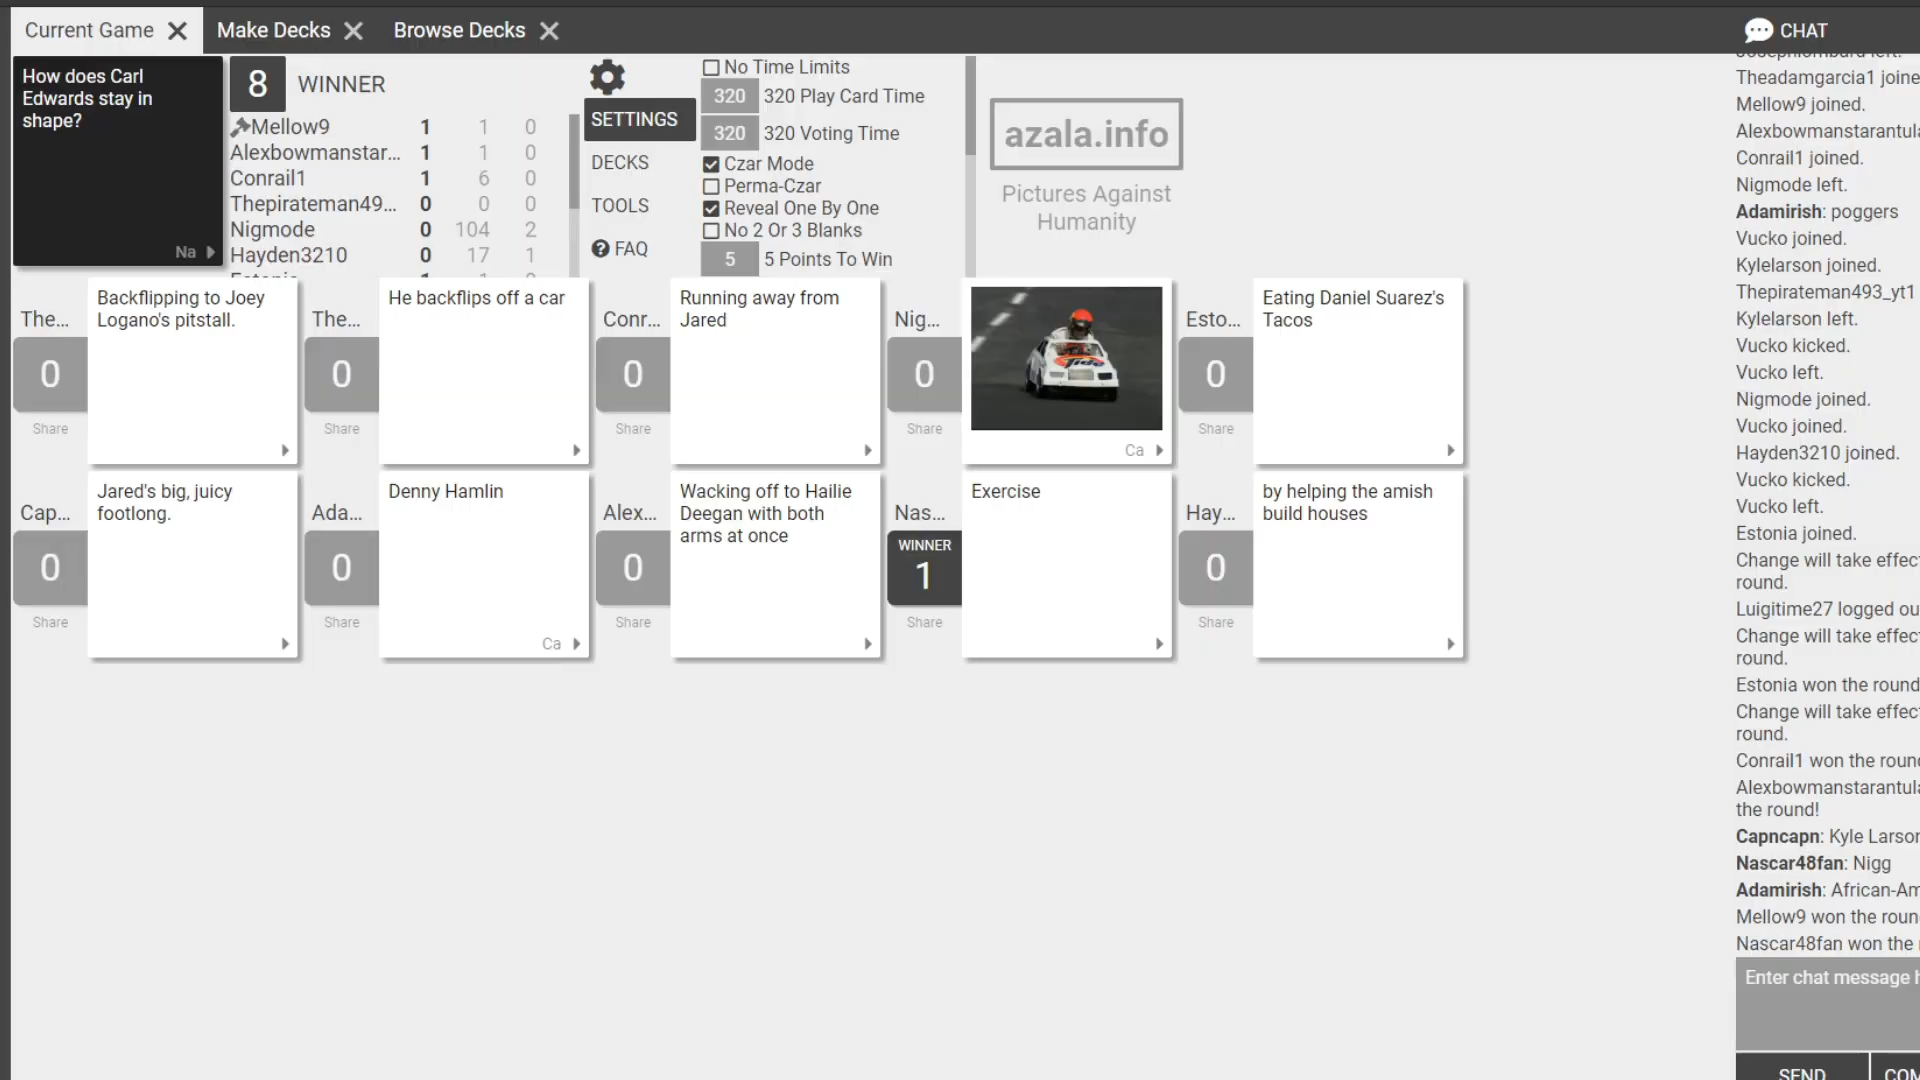 Current Game
Make Decks
Browse Decks
CHAT
How does Carl
Edwards stay in
shape?
Na
8 WINNER
Mellow9 1 1 0
Alexbowmanstar... 1 1 0
Conrail1 1 6 0
Thepirateman49... 0 0 0
Nigmode 0 104 2
Hayden3210 0 17 1
SETTINGS
DECKS
TOOLS
FAQ
No Time Limits
320 320 Play Card Time
320 320 Voting Time
Czar Mode
Perma-Czar
Reveal One By One
No 2 Or 3 Blanks
5 5 Points To Win
azala.info
Pictures Against
Humanity
The...
0
Share
Backflipping to Joey
Logano's pitstall.
The...
0
Share
He backflips off a car
Conr...
0
Share
Running away from
Jared
Nig...
0
Share
Tide
Ca
Esto...
0
Share
Eating Daniel Suarez's
Tacos
Cap...
0
Share
Jared's big, juicy
footlong.
Ada...
0
Share
Denny Hamlin
Ca
Alex...
0
Share
Wacking off to Hailie
Deegan with both
arms at once
Nas...
WINNER
1
Share
Exercise
Hay...
0
Share
by helping the amish
build houses
Theadamgarcia1 joine
Mellow9 joined.
Alexbowmanstarantula
Conrail1 joined.
Nigmode left.
Adamirish: poggers
Vucko joined.
Kylelarson joined.
Thepirateman493_yt1
Kylelarson left.
Vucko kicked.
Vucko left.
Nigmode joined.
Vucko joined.
Hayden3210 joined.
Vucko kicked.
Vucko left.
Estonia joined.
Change will take effec
round.
Luigitime27 logged ou
Change will take effec
round.
Estonia won the round
Change will take effec
round.
Conrail1 won the roun
Alexbowmanstarantula
the round!
Capncapn: Kyle Larson
Nascar48fan: Nigg
Adamirish: African-Am
Mellow9 won the roun
Nascar48fan won the
Enter chat message h
SEND
COM